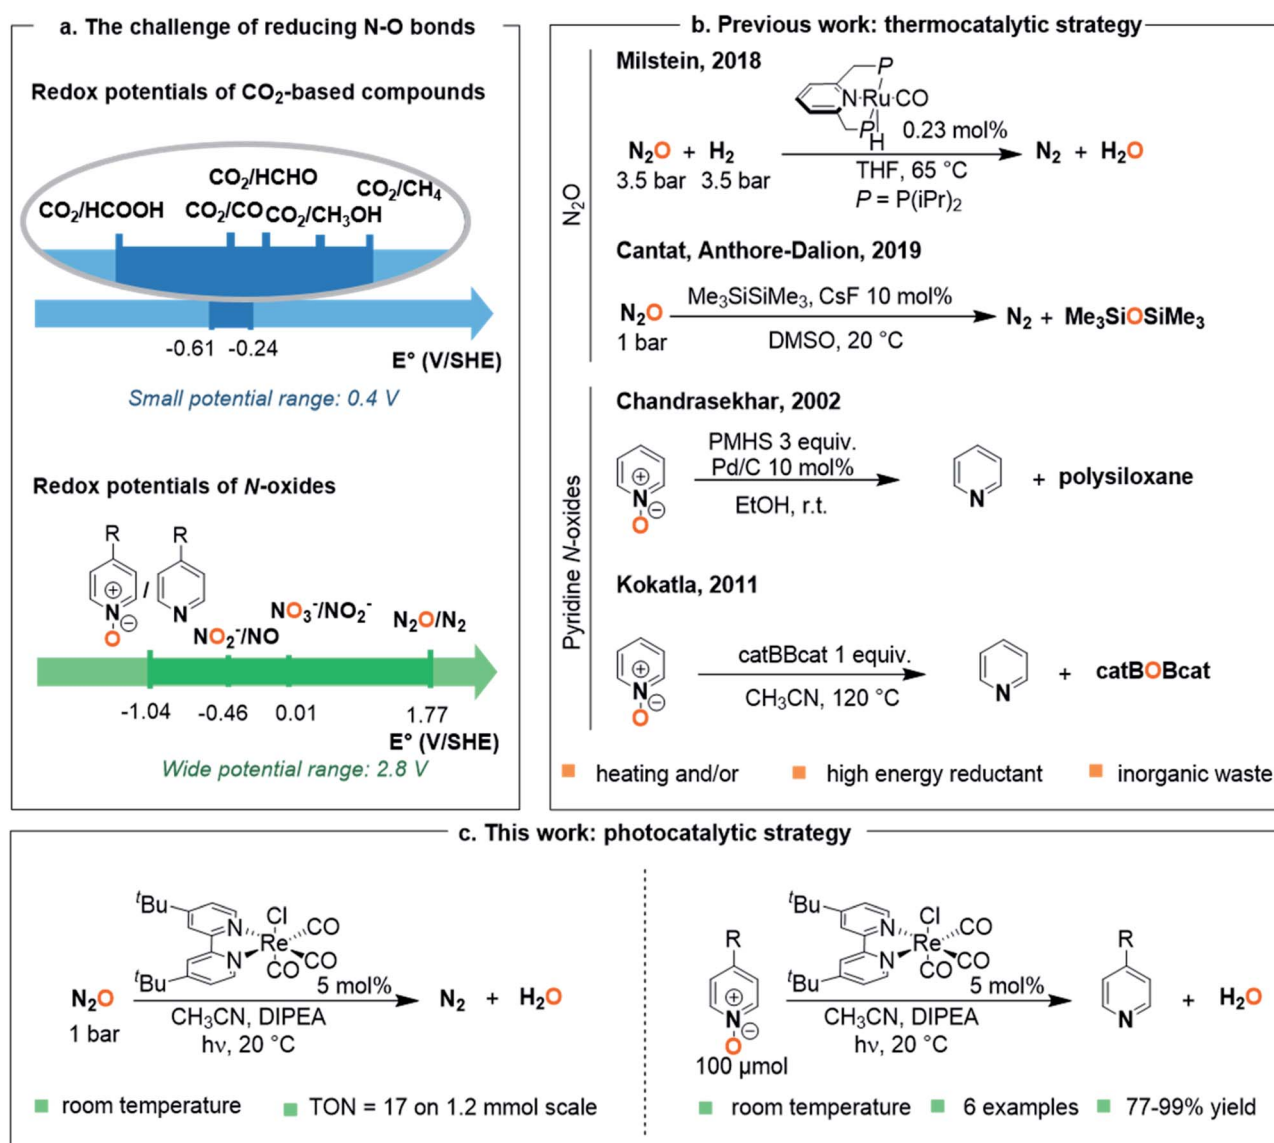 a. The challenge of reducing N-O bonds
Redox potentials of CO₂-based compounds
CO₂/HCHO
CO₂/CH₄
CO₂/HCOOH
CO₂/CO
CO₂/CH₃OH
-0.61
-0.24
E° (V/SHE)
Small potential range: 0.4 V
Redox potentials of N-oxides
R
R
/
N
O
N
NO₂⁻/NO
NO₃⁻/NO₂⁻
N₂O/N₂
-1.04
-0.46
0.01
1.77
E° (V/SHE)
Wide potential range: 2.8 V
b. Previous work: thermocatalytic strategy
N₂O
Milstein, 2018
P
N
Ru
CO
P
H
0.23 mol%
N₂O + H₂
3.5 bar 3.5 bar
THF, 65 °C
P = P(iPr)₂
N₂ + H₂O
Cantat, Anthore-Dalion, 2019
Me₃SiSiMe₃, CsF 10 mol%
N₂O
1 bar
DMSO, 20 °C
N₂ + Me₃SiOSiMe₃
Pyridine N-oxides
Chandrasekhar, 2002
PMHS 3 equiv.
Pd/C 10 mol%
EtOH, r.t.
N
O
N
+ polysiloxane
Kokatla, 2011
catBBcat 1 equiv.
CH₃CN, 120 °C
N
O
N
+ catBOBcat
heating and/or
high energy reductant
inorganic waste
c. This work: photocatalytic strategy
ᵗBu
ᵗBu
N
N
Cl
Re
CO
CO
CO
5 mol%
N₂O
1 bar
CH₃CN, DIPEA
hν, 20 °C
N₂ + H₂O
room temperature
TON = 17 on 1.2 mmol scale
R
N
O
100 µmol
ᵗBu
ᵗBu
N
N
Cl
Re
CO
CO
CO
5 mol%
CH₃CN, DIPEA
hν, 20 °C
R
N
+ H₂O
room temperature
6 examples
77-99% yield